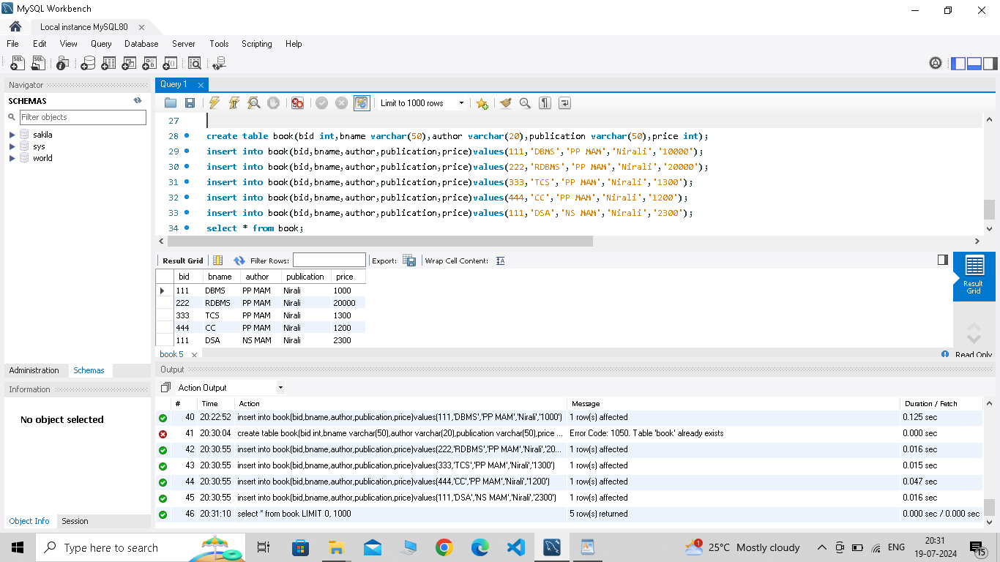 MySQL Workbench
Local instance MySQL80
File Edit View Query Database Server Tools Scripting Help
Navigator
SCHEMAS
Filter objects
sakila
sys
world
Administration Schemas
Information
No object selected
Object Info Session
Query 1
Limit to 1000 rows
27
28 create table book(bid int,bname varchar(50),author varchar(20),publication varchar(50),price int);
29 insert into book(bid,bname,author,publication,price)values(111,'DBMS','PP MAM','Nirali','10000');
30 insert into book(bid,bname,author,publication,price)values(222,'RDBMS','PP MAM','Nirali','20000');
31 insert into book(bid,bname,author,publication,price)values(333,'TCS','PP MAM','Nirali','1300');
32 insert into book(bid,bname,author,publication,price)values(444,'CC','PP MAM','Nirali','1200');
33 insert into book(bid,bname,author,publication,price)values(111,'DSA','NS MAM','Nirali','2300');
34 select * from book;
Result Grid Filter Rows: Export: Wrap Cell Content:
bid bname author publication price
111 DBMS PP MAM Nirali 1000
222 RDBMS PP MAM Nirali 20000
333 TCS PP MAM Nirali 1300
444 CC PP MAM Nirali 1200
111 DSA NS MAM Nirali 2300
Result
Grid
book 5
Read Only
Output
Action Output
# Time Action Message Duration / Fetch
40 20:22:52 insert into book(bid,bname,author,publication,price)values(111,'DBMS','PP MAM','Nirali','1000') 1 row(s) affected 0.125 sec
41 20:30:04 create table book(bid int,bname varchar(50),author varchar(20),publication varchar(50),price ... Error Code: 1050. Table 'book' already exists 0.000 sec
42 20:30:55 insert into book(bid,bname,author,publication,price)values(222,'RDBMS','PP MAM','Nirali','20... 1 row(s) affected 0.016 sec
43 20:30:55 insert into book(bid,bname,author,publication,price)values(333,'TCS','PP MAM','Nirali','1300') 1 row(s) affected 0.015 sec
44 20:30:55 insert into book(bid,bname,author,publication,price)values(444,'CC','PP MAM','Nirali','1200') 1 row(s) affected 0.047 sec
45 20:30:55 insert into book(bid,bname,author,publication,price)values(111,'DSA','NS MAM','Nirali','2300') 1 row(s) affected 0.016 sec
46 20:31:10 select * from book LIMIT 0, 1000 5 row(s) returned 0.000 sec / 0.000 sec
Type here to search
1
25°C Mostly cloudy
ENG
20:31
19-07-2024
15